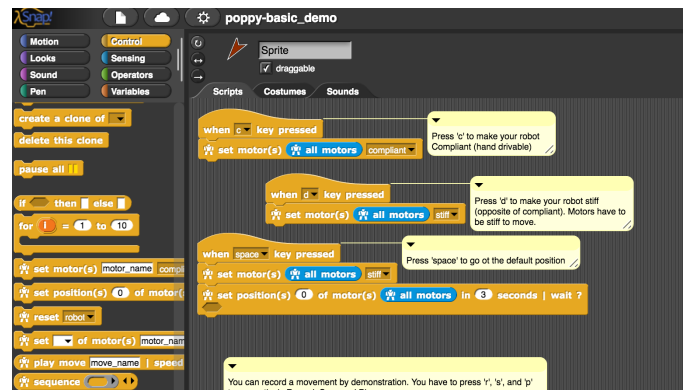 Snap!
poppy-basic_demo
Motion
Control
Looks
Sensing
Sound
Operators
Pen
Variables
create a clone of
delete this clone
pause all
if then else
for i = 1 to 10
set motor(s) motor_name compli
set position(s) 0 of motor(
reset robot
set of motor(s) motor_nam
play move move_name | speed
sequence
Sprite
draggable
Scripts Costumes Sounds
when c key pressed
set motor(s) all motors compliant
Press 'c' to make your robot
Compliant (hand drivable)
when d key pressed
set motor(s) all motors stiff
Press 'd' to make your robot stiff
(opposite of compliant). Motors have to
be stiff to move.
when space key pressed
set motor(s) all motors stiff
set position(s) 0 of motor(s) all motors in 3 seconds | wait ?
Press 'space' to go ot the default position
You can record a movement by demonstration. You have to press 'r', 's', and 'p'